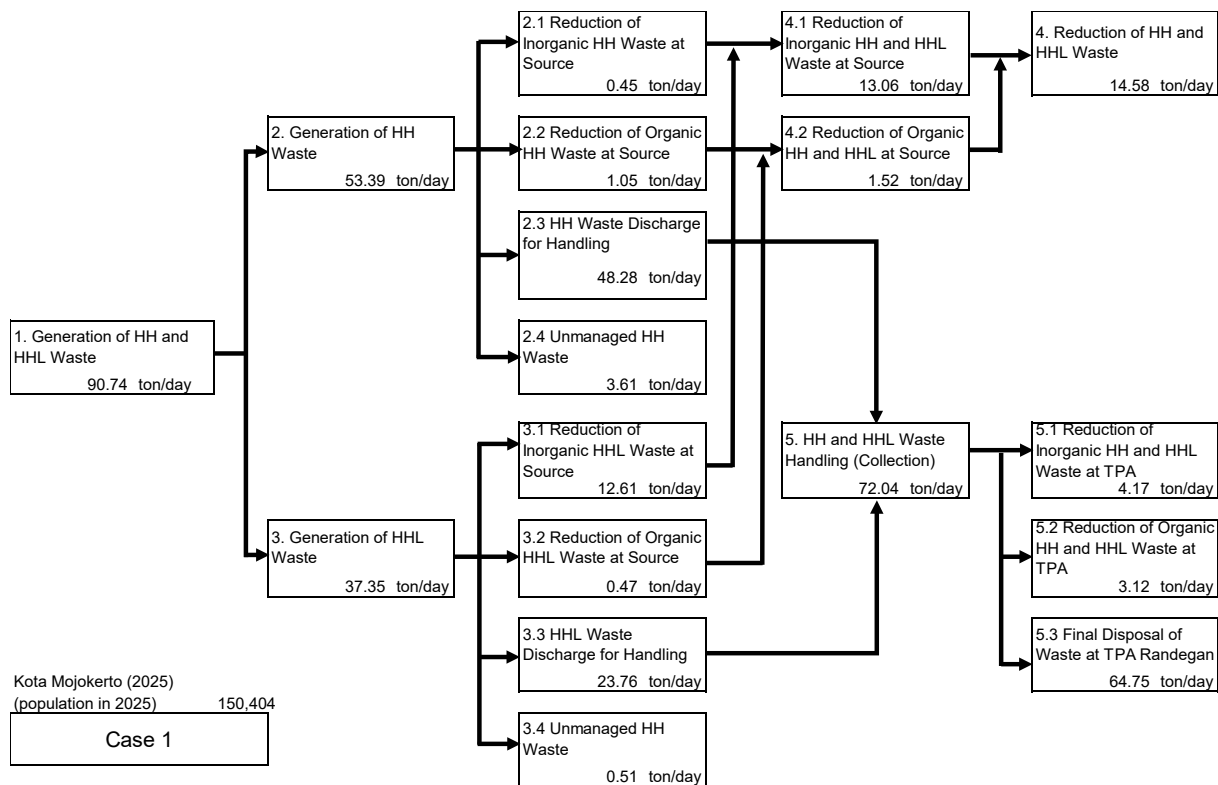 2.1 Reduction of
Inorganic HH Waste at
Source
0.45 ton/day
4.1 Reduction of
Inorganic HH and HHL
Waste at Source
13.06 ton/day
4. Reduction of HH and
HHL Waste
14.58 ton/day
2. Generation of HH
Waste
53.39 ton/day
2.2 Reduction of Organic
HH Waste at Source
1.05 ton/day
4.2 Reduction of Organic
HH and HHL at Source
1.52 ton/day
2.3 HH Waste Discharge
for Handling
48.28 ton/day
1. Generation of HH and
HHL Waste
90.74 ton/day
2.4 Unmanaged HH
Waste
3.61 ton/day
3.1 Reduction of
Inorganic HHL Waste at
Source
12.61 ton/day
5. HH and HHL Waste
Handling (Collection)
72.04 ton/day
5.1 Reduction of
Inorganic HH and HHL
Waste at TPA
4.17 ton/day
3. Generation of HHL
Waste
37.35 ton/day
3.2 Reduction of Organic
HHL Waste at Source
0.47 ton/day
5.2 Reduction of Organic
HH and HHL Waste at
TPA
3.12 ton/day
3.3 HHL Waste
Discharge for Handling
23.76 ton/day
5.3 Final Disposal of
Waste at TPA Randegan
64.75 ton/day
Kota Mojokerto (2025)
(population in 2025) 150,404
Case 1
3.4 Unmanaged HH
Waste
0.51 ton/day